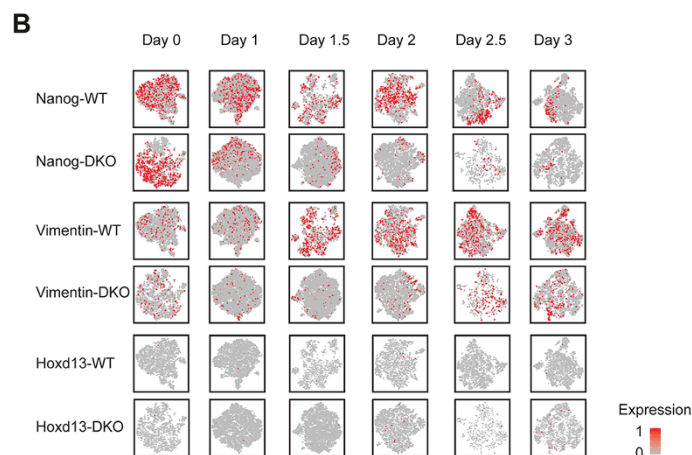 B
Day 0 Day 1 Day 1.5 Day 2 Day 2.5 Day 3
Nanog-WT
Nanog-DKO
Vimentin-WT
Vimentin-DKO
Hoxd13-WT
Hoxd13-DKO
Expression
1
0